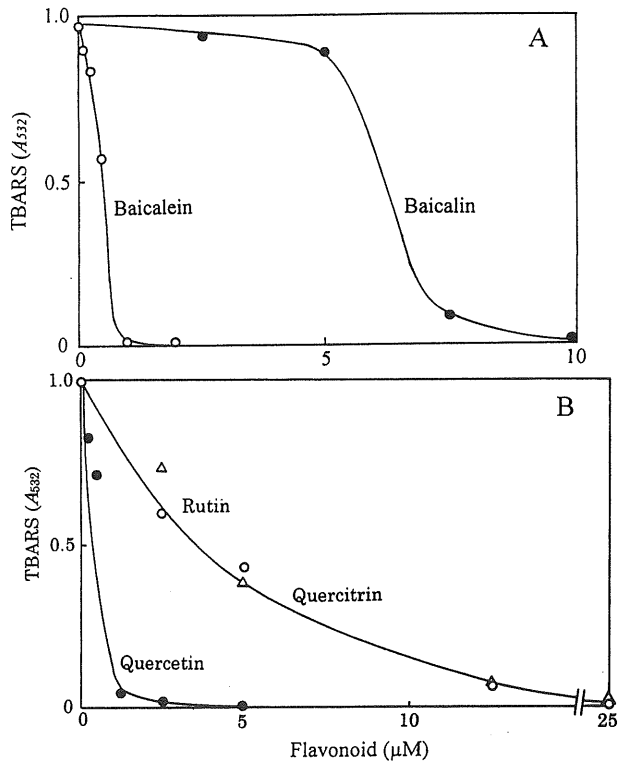 1.0
A
TBARS (A532)
0.5
Baicalein
Baicalin
0
0
5
10
1.0
B
TBARS (A532)
Rutin
0.5
Quercitrin
Quercetin
0
0
5
10
25
Flavonoid (μM)